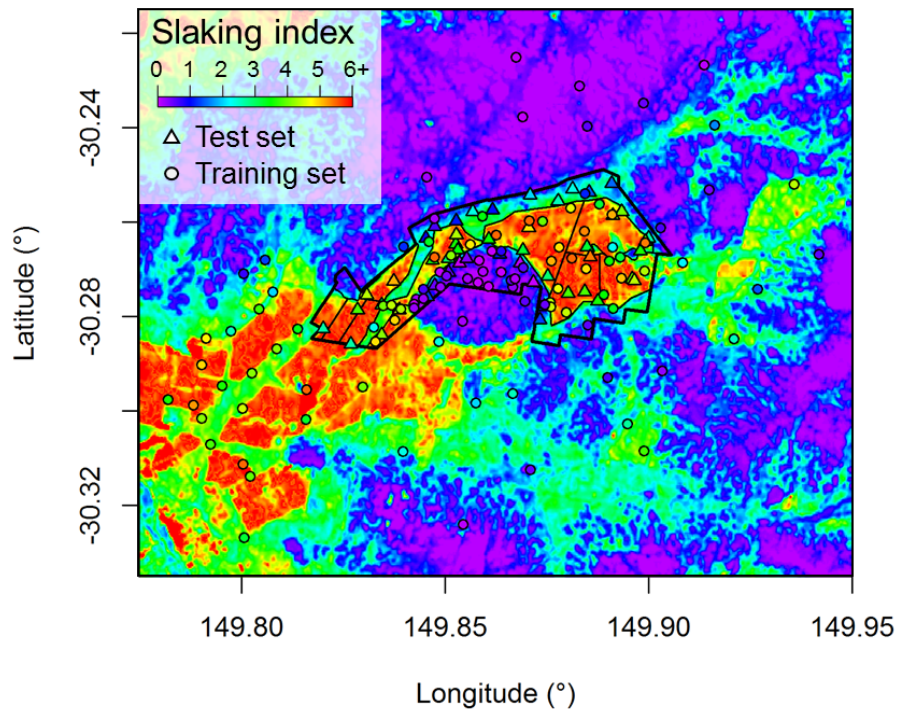 Slaking index
0 1 2 3 4 5 6+
Test set
Training set
-30.24
-30.28
-30.32
Latitude (°)
149.80 149.85 149.90 149.95
Longitude (°)